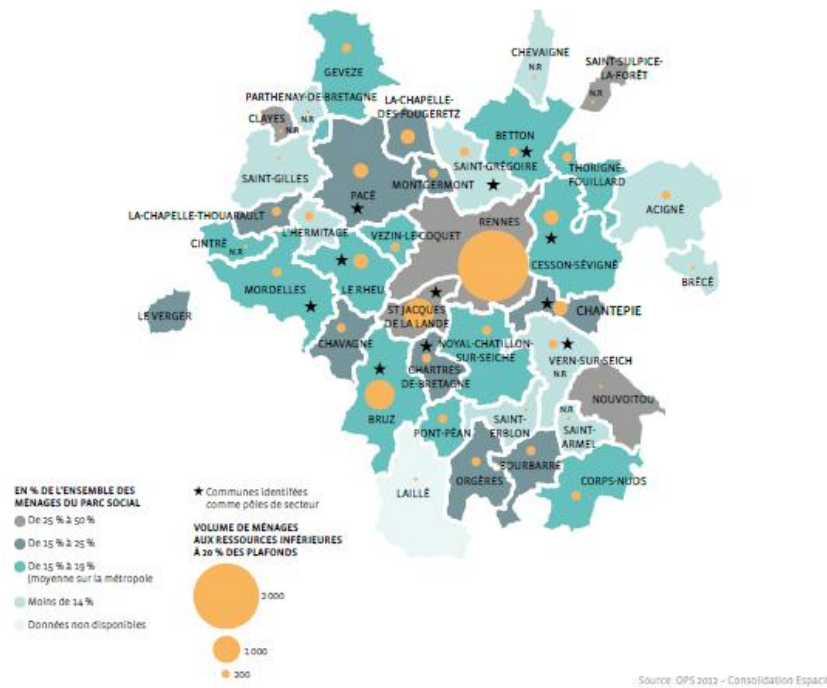 CHEVAIGNÉ
SAINT-SULPICE-
LA-FORÊT
N.R
GEVEZE
PARTHENAY-DE-BRETAGNE
LA-CHAPELLE-
DES-FOUGERETZ
CLAYES
N.R
N.R
BETTON
SAINT-GRÉGOIRE
THORIGNÉ-
FOUILLARD
SAINT-GILLES
MONTGERMONT
PACÉ
ACIGNÉ
LA-CHAPELLE-THOUARAULT
RENNES
L'HERMITAGE
VEZIN-LE-COQUET
CINTRÉ
N.R
CESSON-SÉVIGNÉ
BRÉCÉ
MORDELLES
LE RHEU
LE VERGER
ST JACQUES
DE LA LANDE
CHANTEPIE
CHAVAGNE
NOYAL-CHATILLON-
SUR-SEICHE
VERN-SUR-SEICH
N.R
CHARTRES-
DE-BRETAGNE
NOUVOITOU
BRUZ
PONT-PÉAN
SAINT-
ERBLON
N.R
SAINT-
ARMEL
BOURBARRÉ
LAILLÉ
ORGÈRES
CORPS-NUDS
EN % DE L'ENSEMBLE DES
MÉNAGES DU PARC SOCIAL
De 25 % à 50 %
De 15 % à 25 %
De 15 % à 19 %
(moyenne sur la métropole
Moins de 14 %
Données non disponibles
★ Communes identifiées
comme pôles de secteur
VOLUME DE MÉNAGES
AUX RESSOURCES INFÉRIEURES
À 20 % DES PLAFONDS
2 000
1 000
200
Source: OPS 2022 – Consolidation Espacit